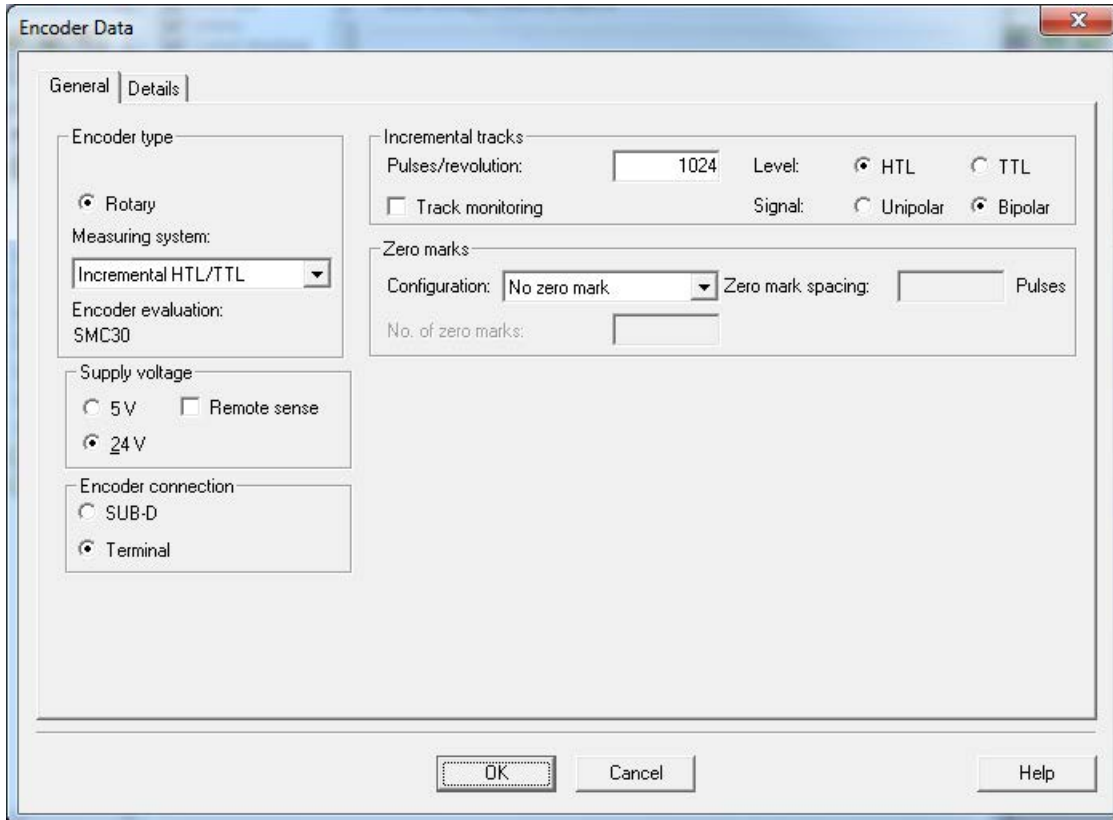 Encoder Data
General Details
Encoder type
Rotary
Measuring system:
Incremental HTL/TTL
Encoder evaluation:
SMC30
Supply voltage
5 V Remote sense
24 V
Encoder connection
SUB-D
Terminal
Incremental tracks
Pulses/revolution: 1024 Level: HTL TTL
Track monitoring Signal: Unipolar Bipolar
Zero marks
Configuration: No zero mark Zero mark spacing: Pulses
No. of zero marks:
OK Cancel Help